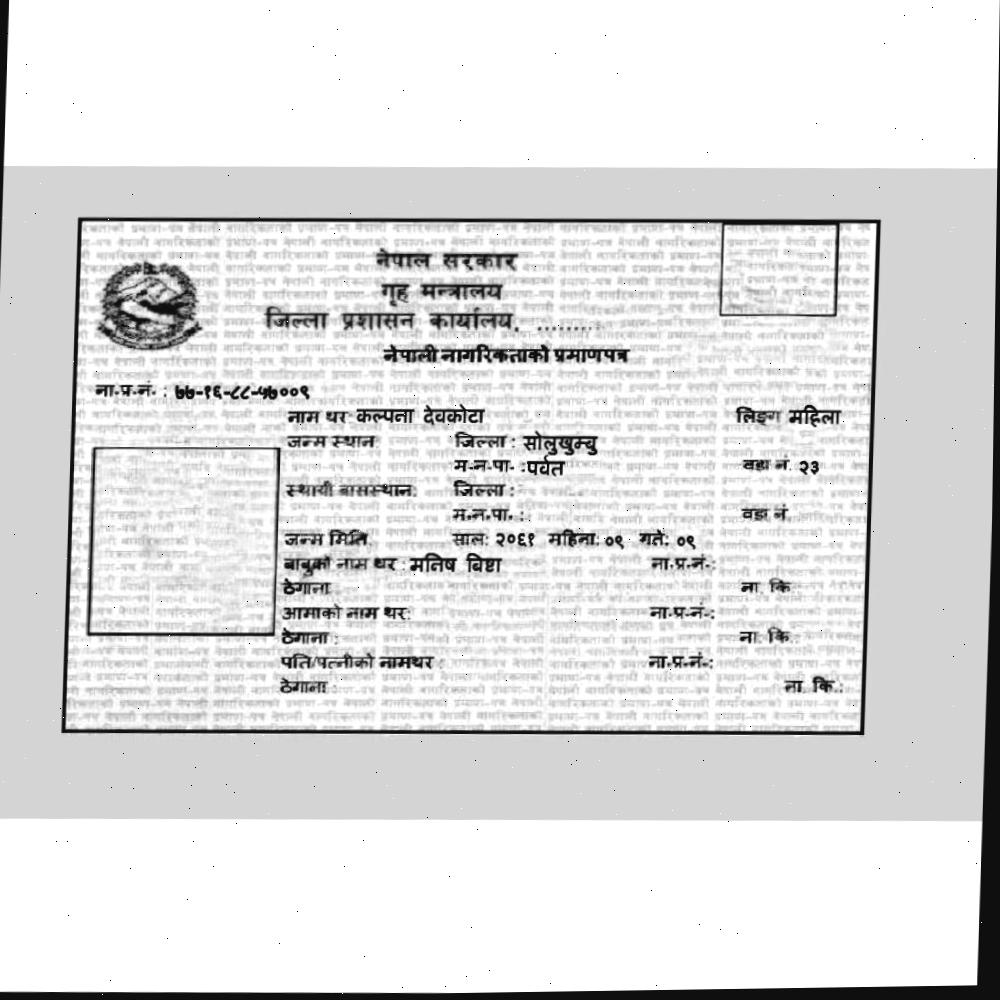 नेपाल सरकार
गृह मन्त्रालय
जिल्ला प्रशासन कार्यालय, ........
नेपाली नागरिकताको प्रमाणपत्र
ना.प्र.नं. : ७७-१६-८८-५७००९
नाम थर: कल्पना देवकोटा लिङ्ग महिला
जन्म स्थान: जिल्ला : सोलुखुम्बु
म.न.पा. : पर्वत वडा नं. २३
स्थायी बासस्थान: जिल्ला :
म.न.पा. : वडा नं.
जन्म मिति: साल: २०६१ महिना: ०९ गते: ०९
बाबुको नाम थर : मतिष बिष्टा ना.प्र.नं.:
ठेगाना : ना. कि.:
आमाको नाम थर: ना.प्र.नं.:
ठेगाना : ना. कि.:
पति/पत्नीको नामथर : ना.प्र.नं.:
ठेगाना : ना. कि.: